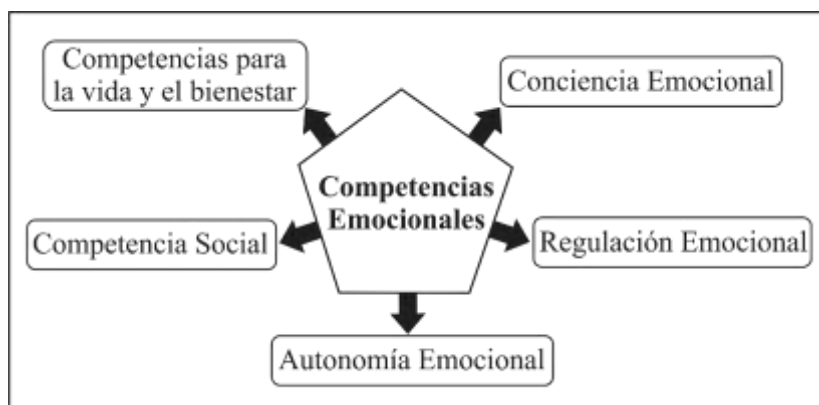 Competencias para
la vida y el bienestar
Conciencia Emocional
Competencias
Emocionales
Competencia Social
Regulación Emocional
Autonomía Emocional